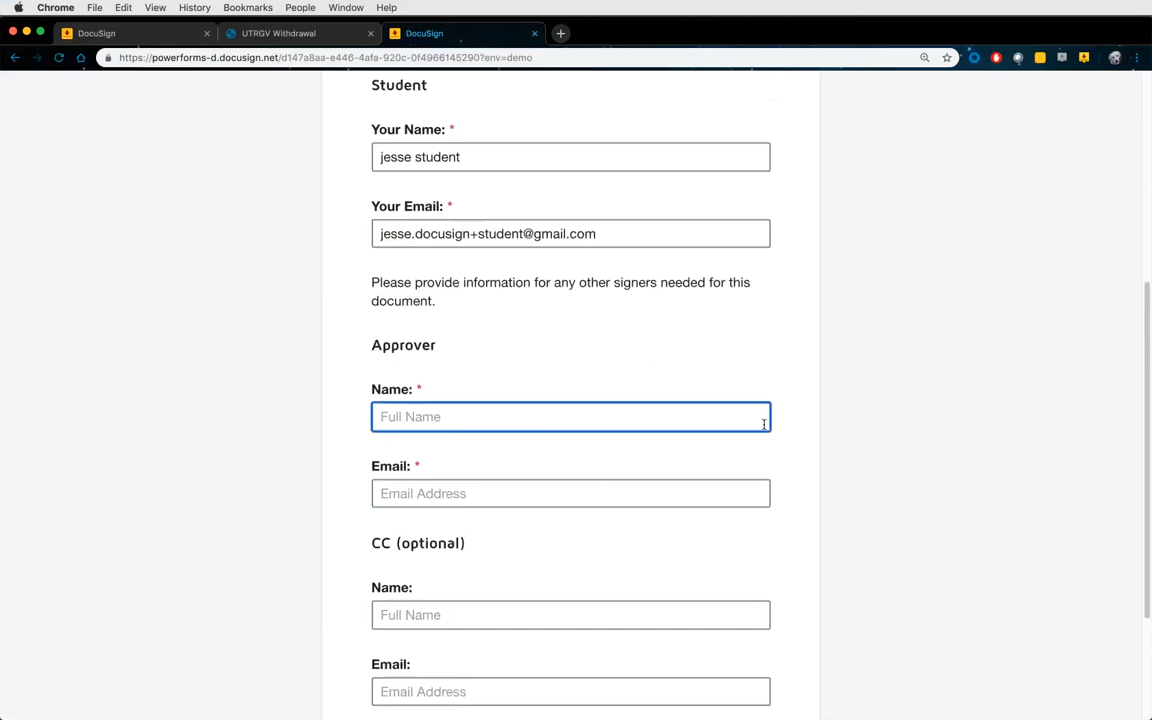 Chrome File Edit View History Bookmarks People Window Help
DocuSign UTRGV Withdrawal DocuSign
https://powerforms-d.docusign.net/d147a8aa-e446-4afa-920c-0f4966145290?env=demo
Student
Your Name: *
jesse student
Your Email: *
jesse.docusign+student@gmail.com
Please provide information for any other signers needed for this
document.
Approver
Name: *
Full Name
Email: *
Email Address
CC (optional)
Name:
Full Name
Email:
Email Address